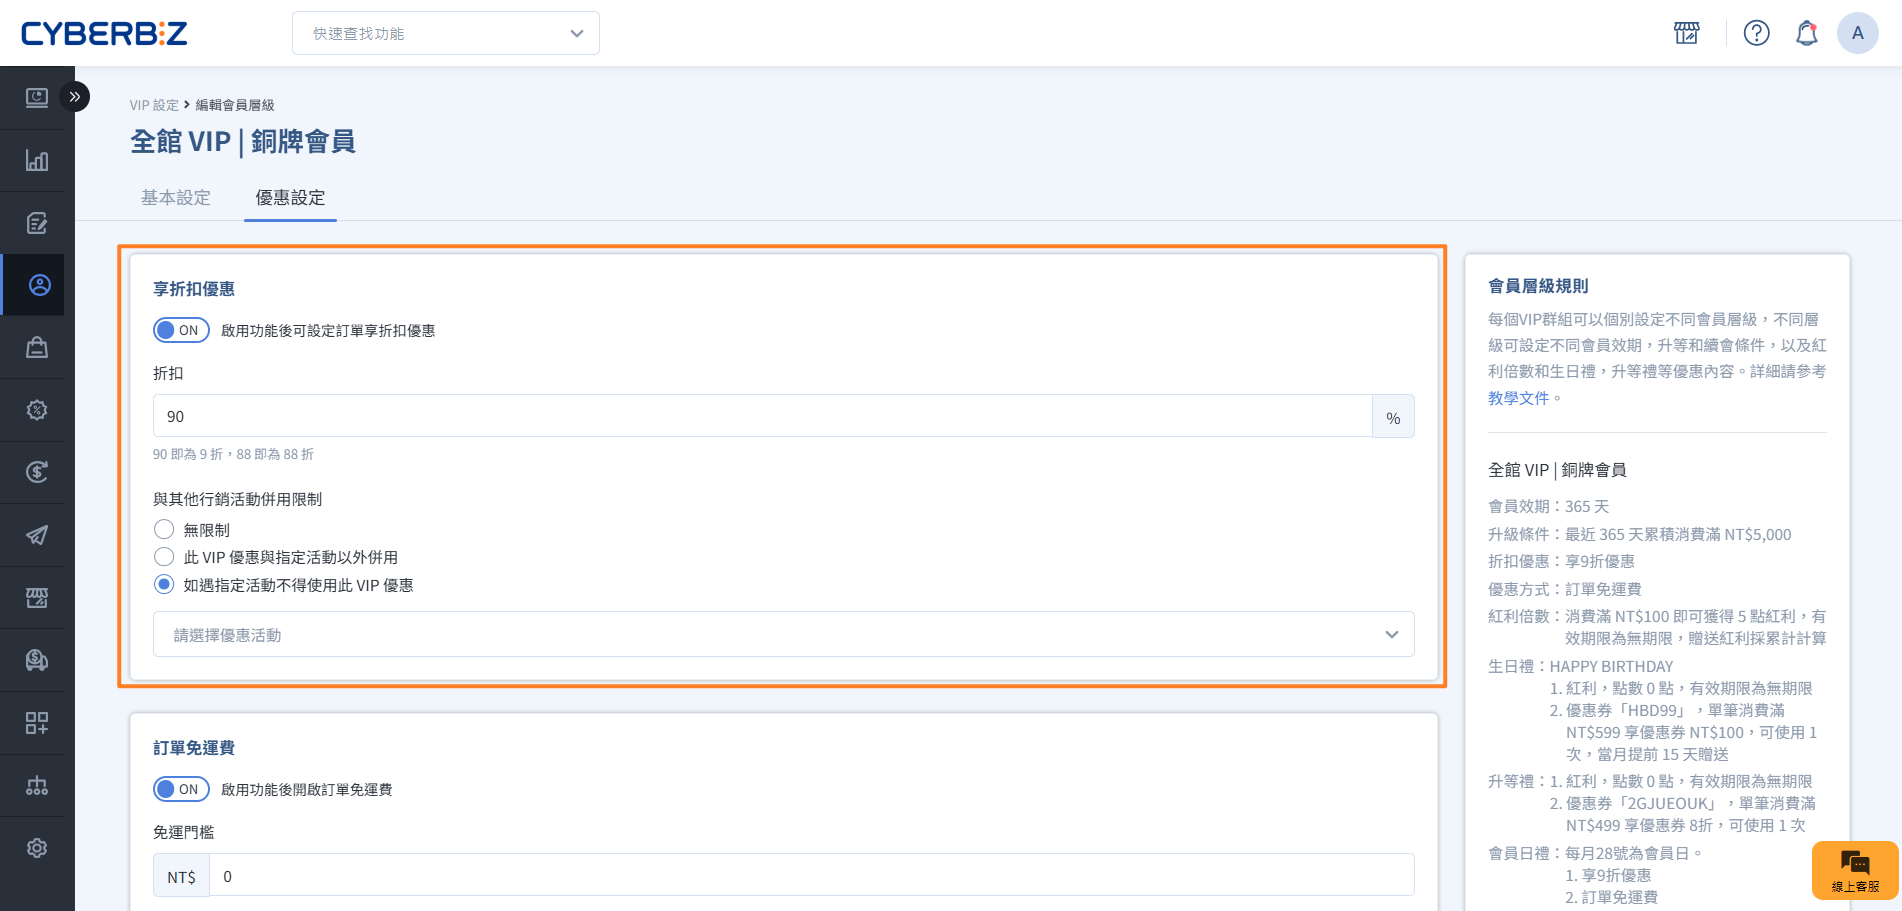 CYBERBIZ
快速查找功能
A
VIP 設定 > 編輯會員層級
全館 VIP | 銅牌會員
基本設定
優惠設定
享折扣優惠
ON 啟用功能後可設定訂單享折扣優惠
折扣
90 %
90 即為 9 折，88 即為 88 折
與其他行銷活動併用限制
無限制
此 VIP 優惠與指定活動以外併用
如遇指定活動不得使用此 VIP 優惠
請選擇優惠活動
訂單免運費
ON 啟用功能後開啟訂單免運費
免運門檻
NT$ 0
會員層級規則
每個VIP群組可以個別設定不同會員層級，不同層
級可設定不同會員效期，升等和續會條件，以及紅
利倍數和生日禮，升等禮等優惠內容。詳細請參考
教學文件。
全館 VIP | 銅牌會員
會員效期：365 天
升級條件：最近 365 天累積消費滿 NT$5,000
折扣優惠：享9折優惠
優惠方式：訂單免運費
紅利倍數：消費滿 NT$100 即可獲得 5 點紅利，有
效期限為無期限，贈送紅利採累計計算
生日禮：HAPPY BIRTHDAY
1. 紅利，點數 0 點，有效期限為無期限
2. 優惠券「HBD99」，單筆消費滿
NT$599 享優惠券 NT$100，可使用 1
次，當月提前 15 天贈送
升等禮：1. 紅利，點數 0 點，有效期限為無期限
2. 優惠券「2GJUEOUK」，單筆消費滿
NT$499 享優惠券 8折，可使用 1 次
會員日禮：每月28號為會員日。
1. 享9折優惠
2. 訂單免運費
線上客服